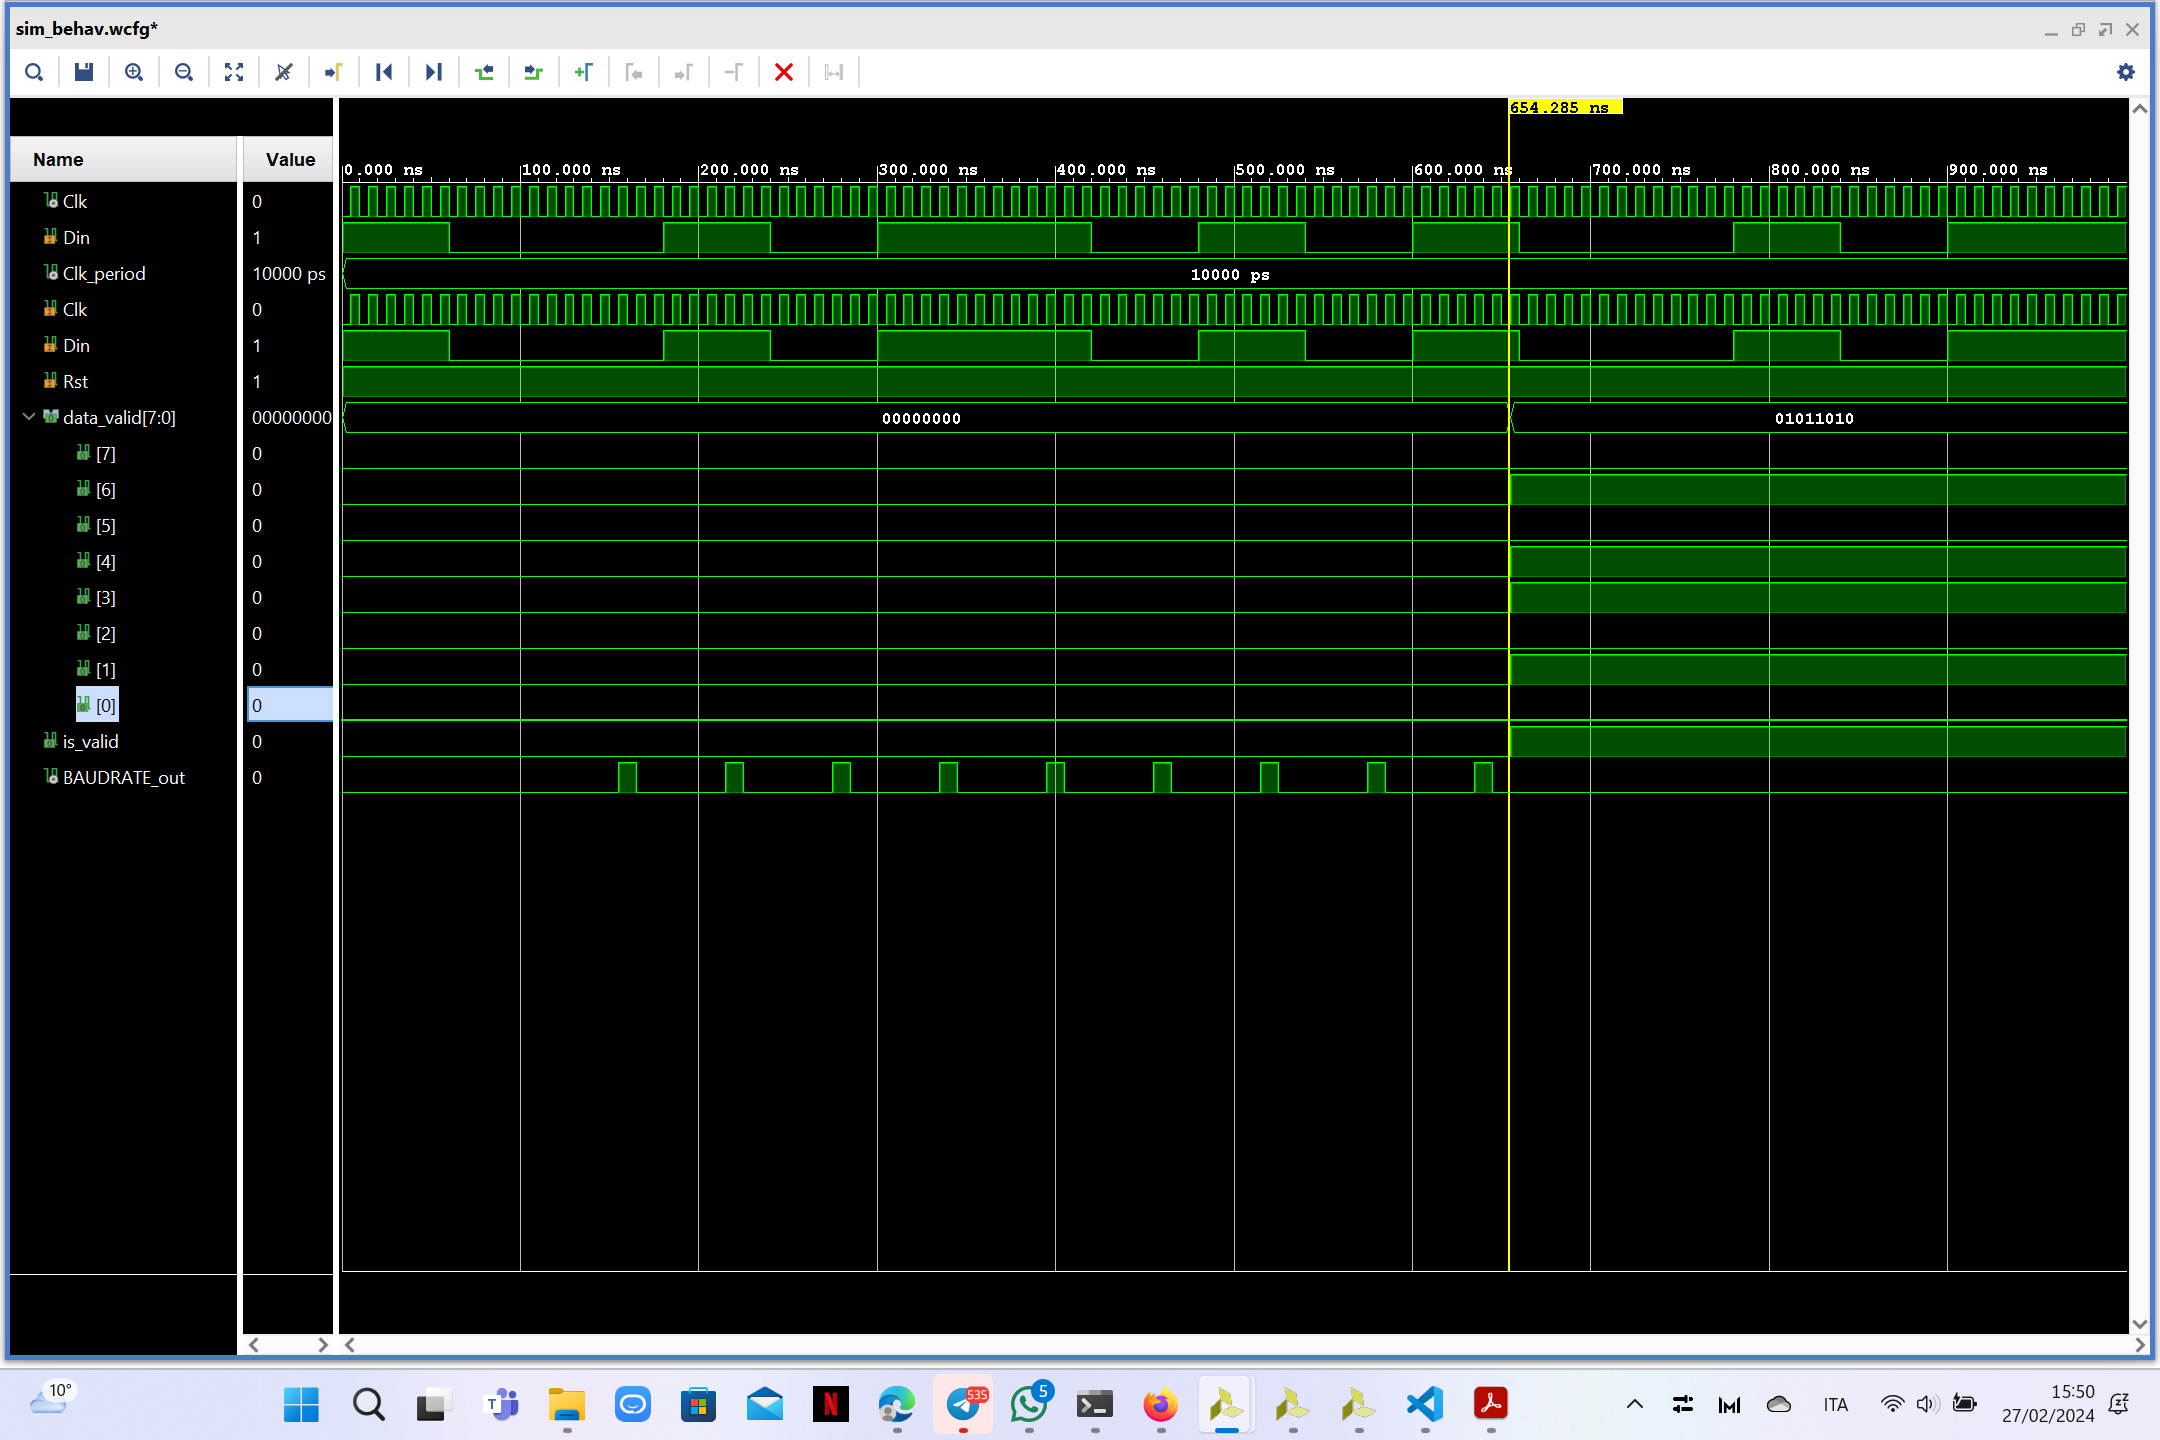 sim_behav.wcfg*
654.285 ns
Name Value
0.000 ns 100.000 ns 200.000 ns 300.000 ns 400.000 ns 500.000 ns 600.000 ns 700.000 ns 800.000 ns 900.000 ns
Clk 0
Din 1
Clk_period 10000 ps 10000 ps
Clk 0
Din 1
Rst 1
data_valid[7:0] 00000000 00000000 01011010
[7] 0
[6] 0
[5] 0
[4] 0
[3] 0
[2] 0
[1] 0
[0] 0
is_valid 0
BAUDRATE_out 0
10°
T
N
535
5
ITA
15:50
27/02/2024